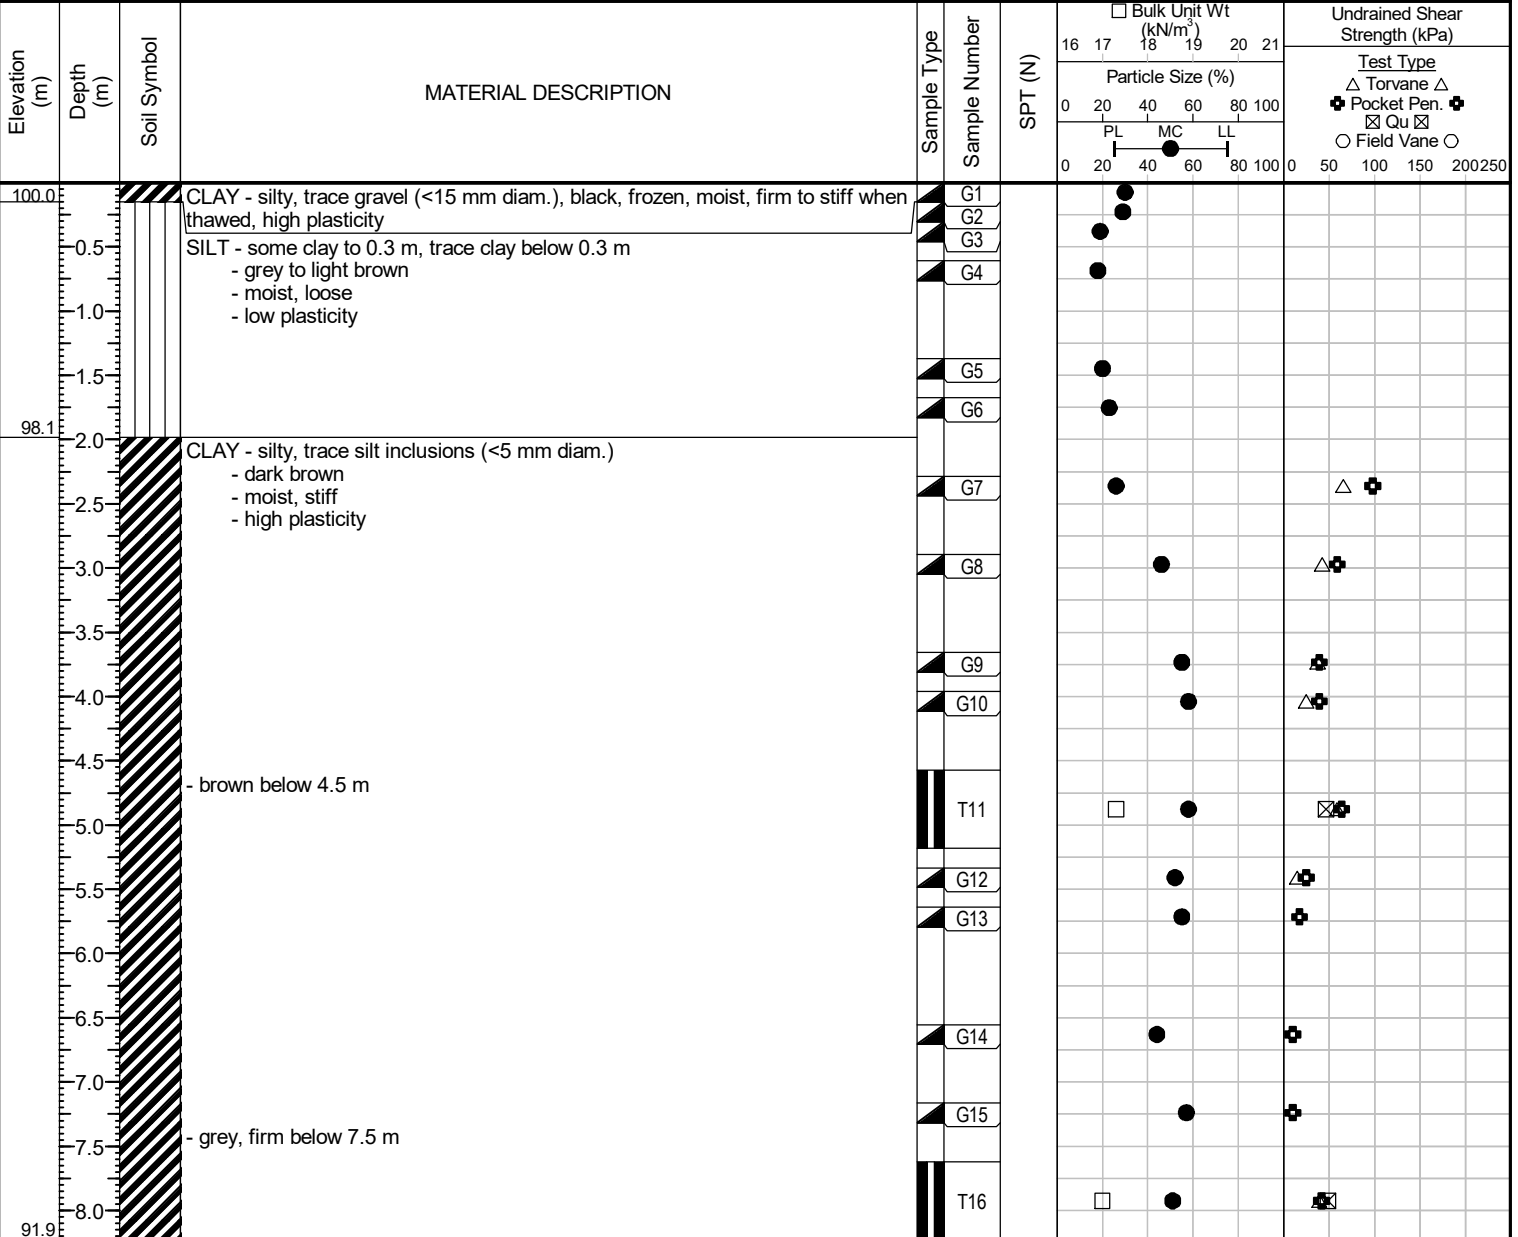 Elevation (m)
Depth (m)
Soil Symbol
MATERIAL DESCRIPTION
Sample Type
Sample Number
SPT (N)
Bulk Unit Wt
(kN/m³)
16 17 18 19 20 21
Particle Size (%)
0 20 40 60 80 100
PL MC LL
0 20 40 60 80 100
Undrained Shear
Strength (kPa)
Test Type
Torvane
Pocket Pen.
Qu
Field Vane
0 50 100 150 200 250
100.0
CLAY - silty, trace gravel (<15 mm diam.), black, frozen, moist, firm to stiff when
thawed, high plasticity
G1
G2
G3
-0.5
SILT - some clay to 0.3 m, trace clay below 0.3 m
- grey to light brown
- moist, loose
- low plasticity
G4
-1.0
-1.5
G5
G6
98.1
-2.0
CLAY - silty, trace silt inclusions (<5 mm diam.)
- dark brown
- moist, stiff
- high plasticity
G7
-2.5
-3.0
G8
-3.5
G9
-4.0
G10
-4.5
- brown below 4.5 m
T11
-5.0
-5.5
G12
G13
-6.0
-6.5
G14
-7.0
G15
- grey, firm below 7.5 m
-7.5
T16
-8.0
91.9